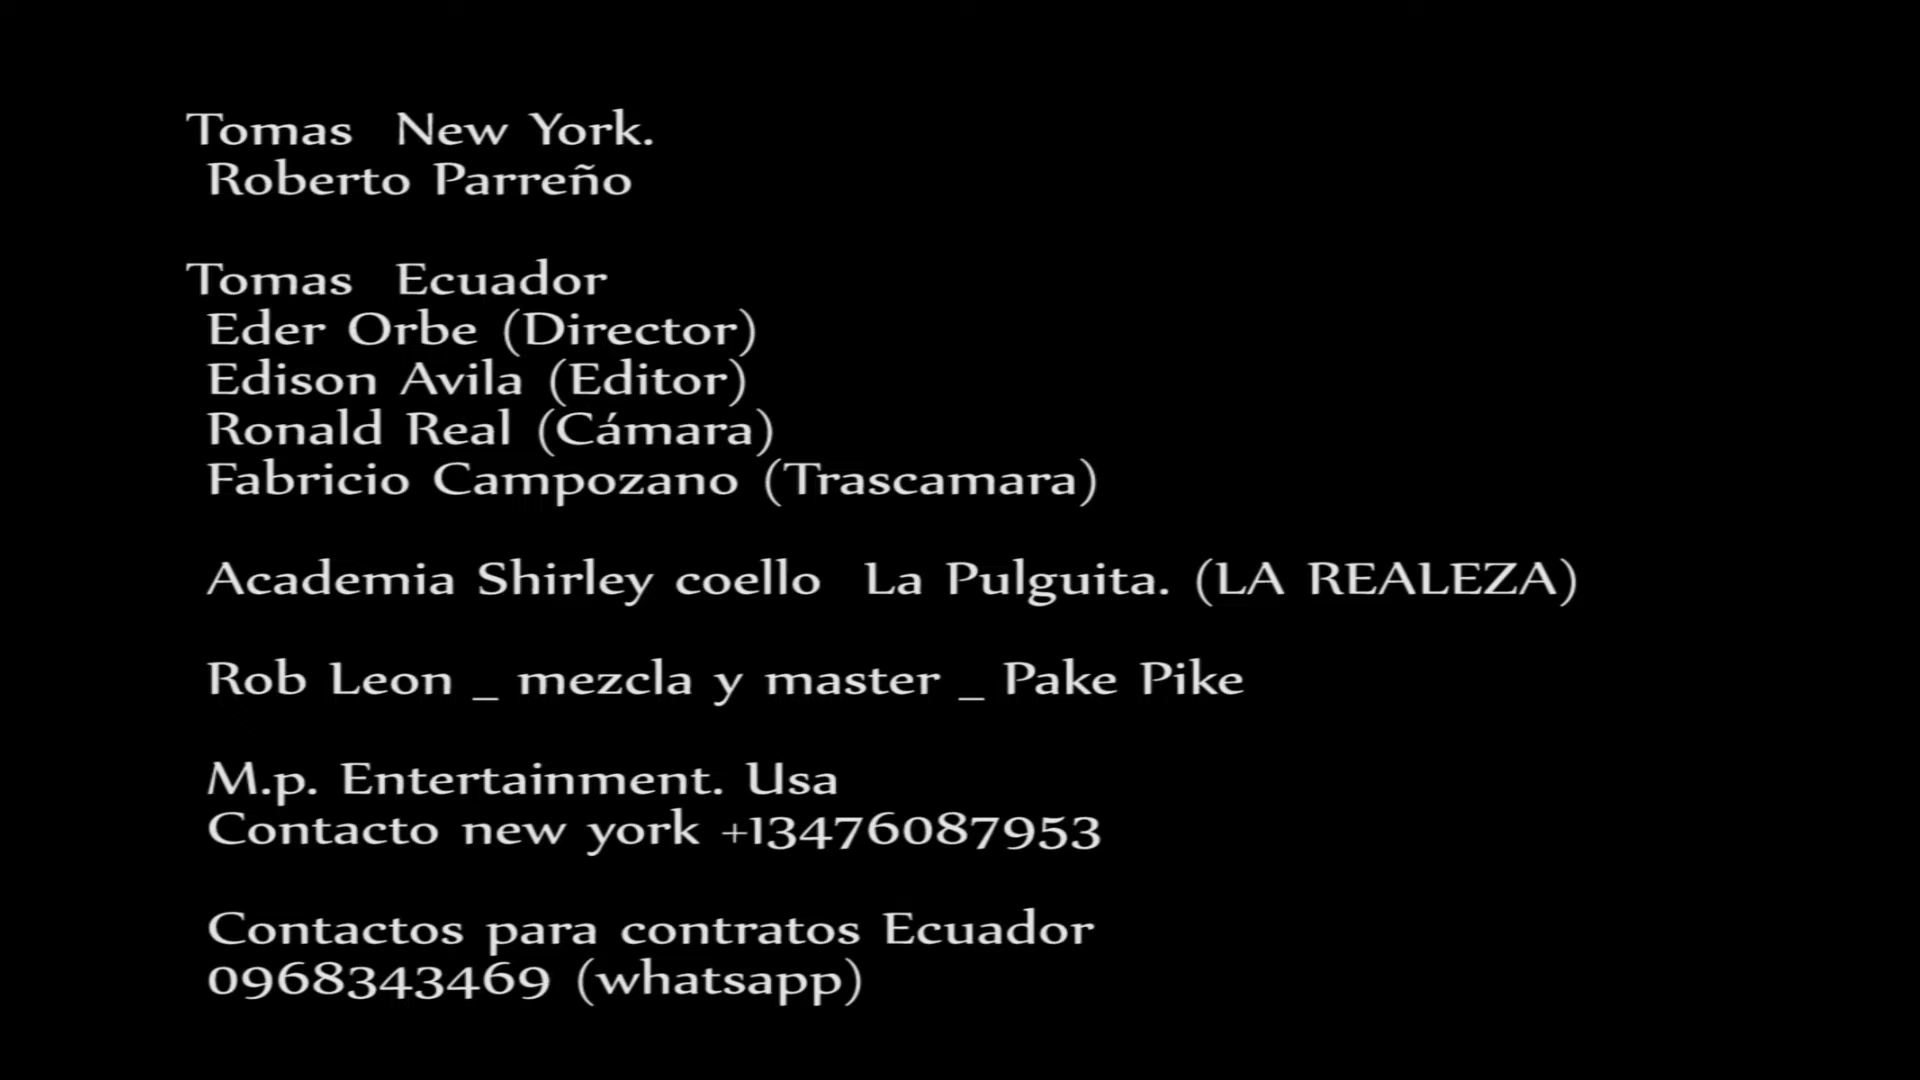 Tomas New York.
Roberto Parreño
Tomas Ecuador
Eder Orbe (Director)
Edison Avila (Editor)
Ronald Real (Cámara)
Fabricio Campozano (Trascamara)
Academia Shirley coello La Pulguita. (LA REALEZA)
Rob Leon _ mezcla y master _ Pake Pike
M.p. Entertainment. Usa
Contacto new york +13476087953
Contactos para contratos Ecuador
0968343469 (whatsapp)